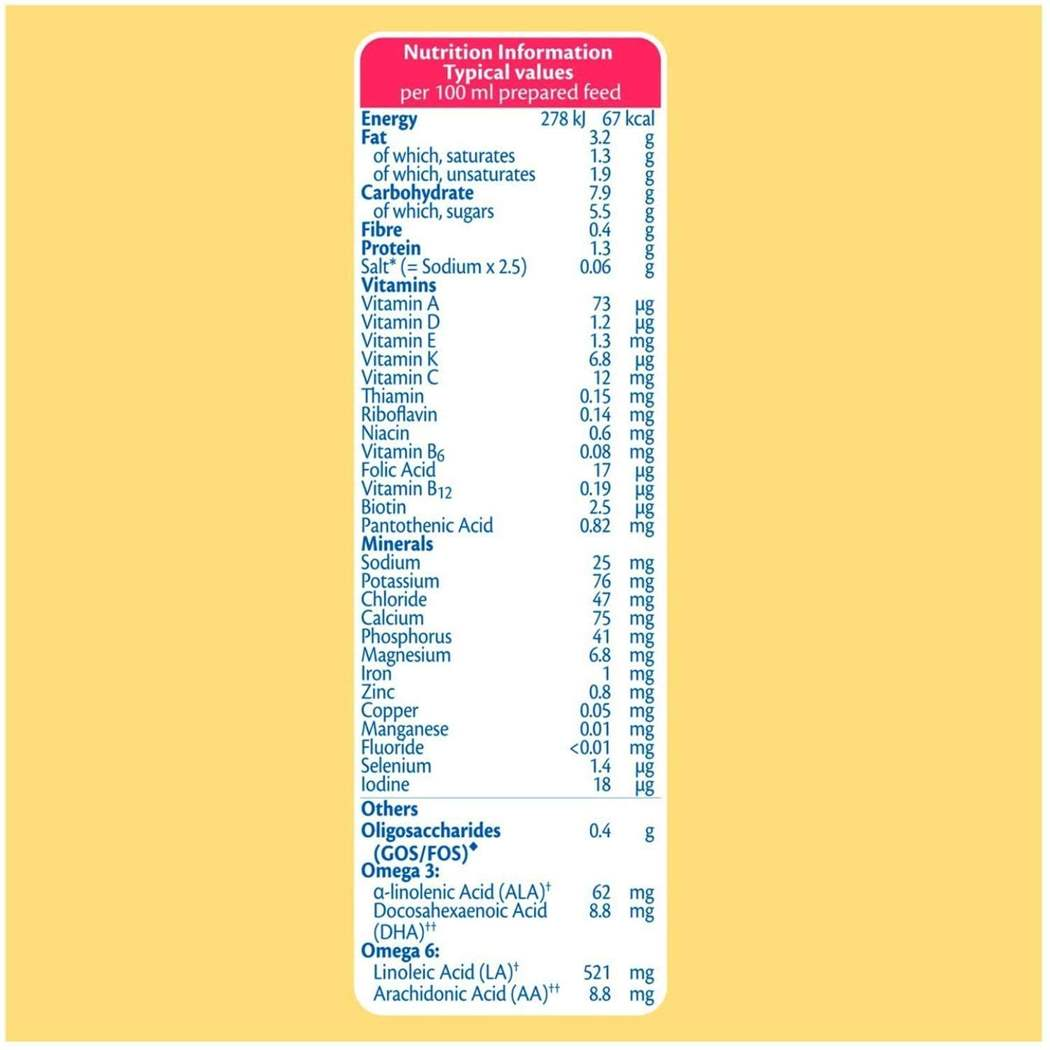 Nutrition Information
Typical values
per 100 ml prepared feed
Energy 278 kJ 67 kcal
Fat 3.2 g
of which, saturates 1.3 g
of which, unsaturates 1.9 g
Carbohydrate 7.9 g
of which, sugars 5.5 g
Fibre 0.4 g
Protein 1.3 g
Salt* (= Sodium x 2.5) 0.06 g
Vitamins
Vitamin A 73 µg
Vitamin D 1.2 µg
Vitamin E 1.3 mg
Vitamin K 6.8 µg
Vitamin C 12 mg
Thiamin 0.15 mg
Riboflavin 0.14 mg
Niacin 0.6 mg
Vitamin B6 0.08 mg
Folic Acid 17 µg
Vitamin B12 0.19 µg
Biotin 2.5 µg
Pantothenic Acid 0.82 mg
Minerals
Sodium 25 mg
Potassium 76 mg
Chloride 47 mg
Calcium 75 mg
Phosphorus 41 mg
Magnesium 6.8 mg
Iron 1 mg
Zinc 0.8 mg
Copper 0.05 mg
Manganese 0.01 mg
Fluoride <0.01 mg
Selenium 1.4 µg
Iodine 18 µg
Others
Oligosaccharides 0.4 g
(GOS/FOS)◆
Omega 3:
α-linolenic Acid (ALA)† 62 mg
Docosahexaenoic Acid 8.8 mg
(DHA)††
Omega 6:
Linoleic Acid (LA)† 521 mg
Arachidonic Acid (AA)†† 8.8 mg